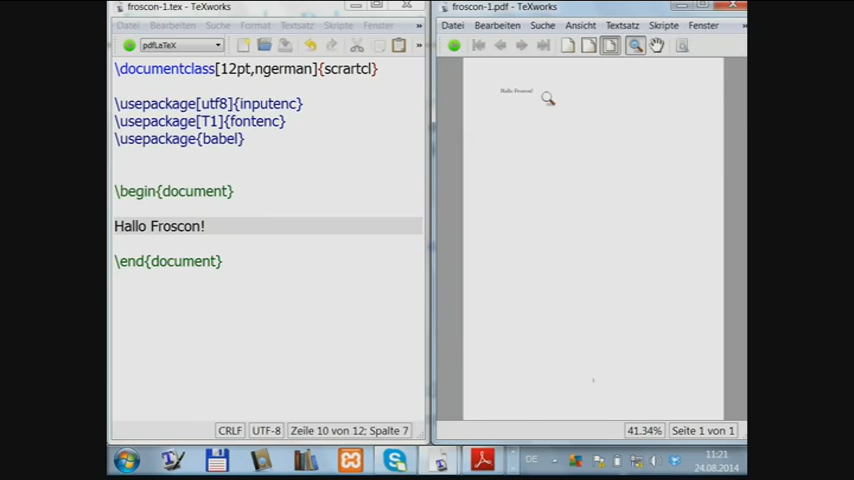 froscon-1.tex - TeXworks
Datei Bearbeiten Suche Format Textsatz Skripte Fenster
pdfLaTeX
»
\documentclass[12pt,ngerman]{scrartcl}
\usepackage[utf8]{inputenc}
\usepackage[T1]{fontenc}
\usepackage{babel}
\begin{document}
Hallo Froscon!
\end{document}
CRLF UTF-8 Zeile 10 von 12; Spalte 7
froscon-1.pdf - TeXworks
Datei Bearbeiten Suche Ansicht Textsatz Skripte Fenster
»
Hallo Froscon!
1
41.34% Seite 1 von 1
DE
11:21
24.08.2014